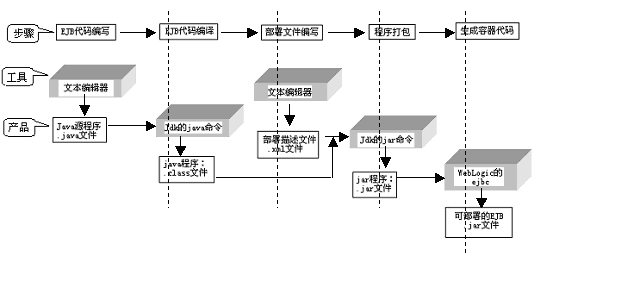 步骤
EJB代码编写
EJB代码编译
部署文件编写
程序打包
生成容器代码
工具
文本编辑器
文本编辑器
产品
Java源程序
.java文件
Jdk的java命令
部署描述文件
.xml文件
Jdk的jar命令
java程序：
.class文件
jar程序：
.jar文件
WebLogic的
ejbc
可部署的EJB
jar文件